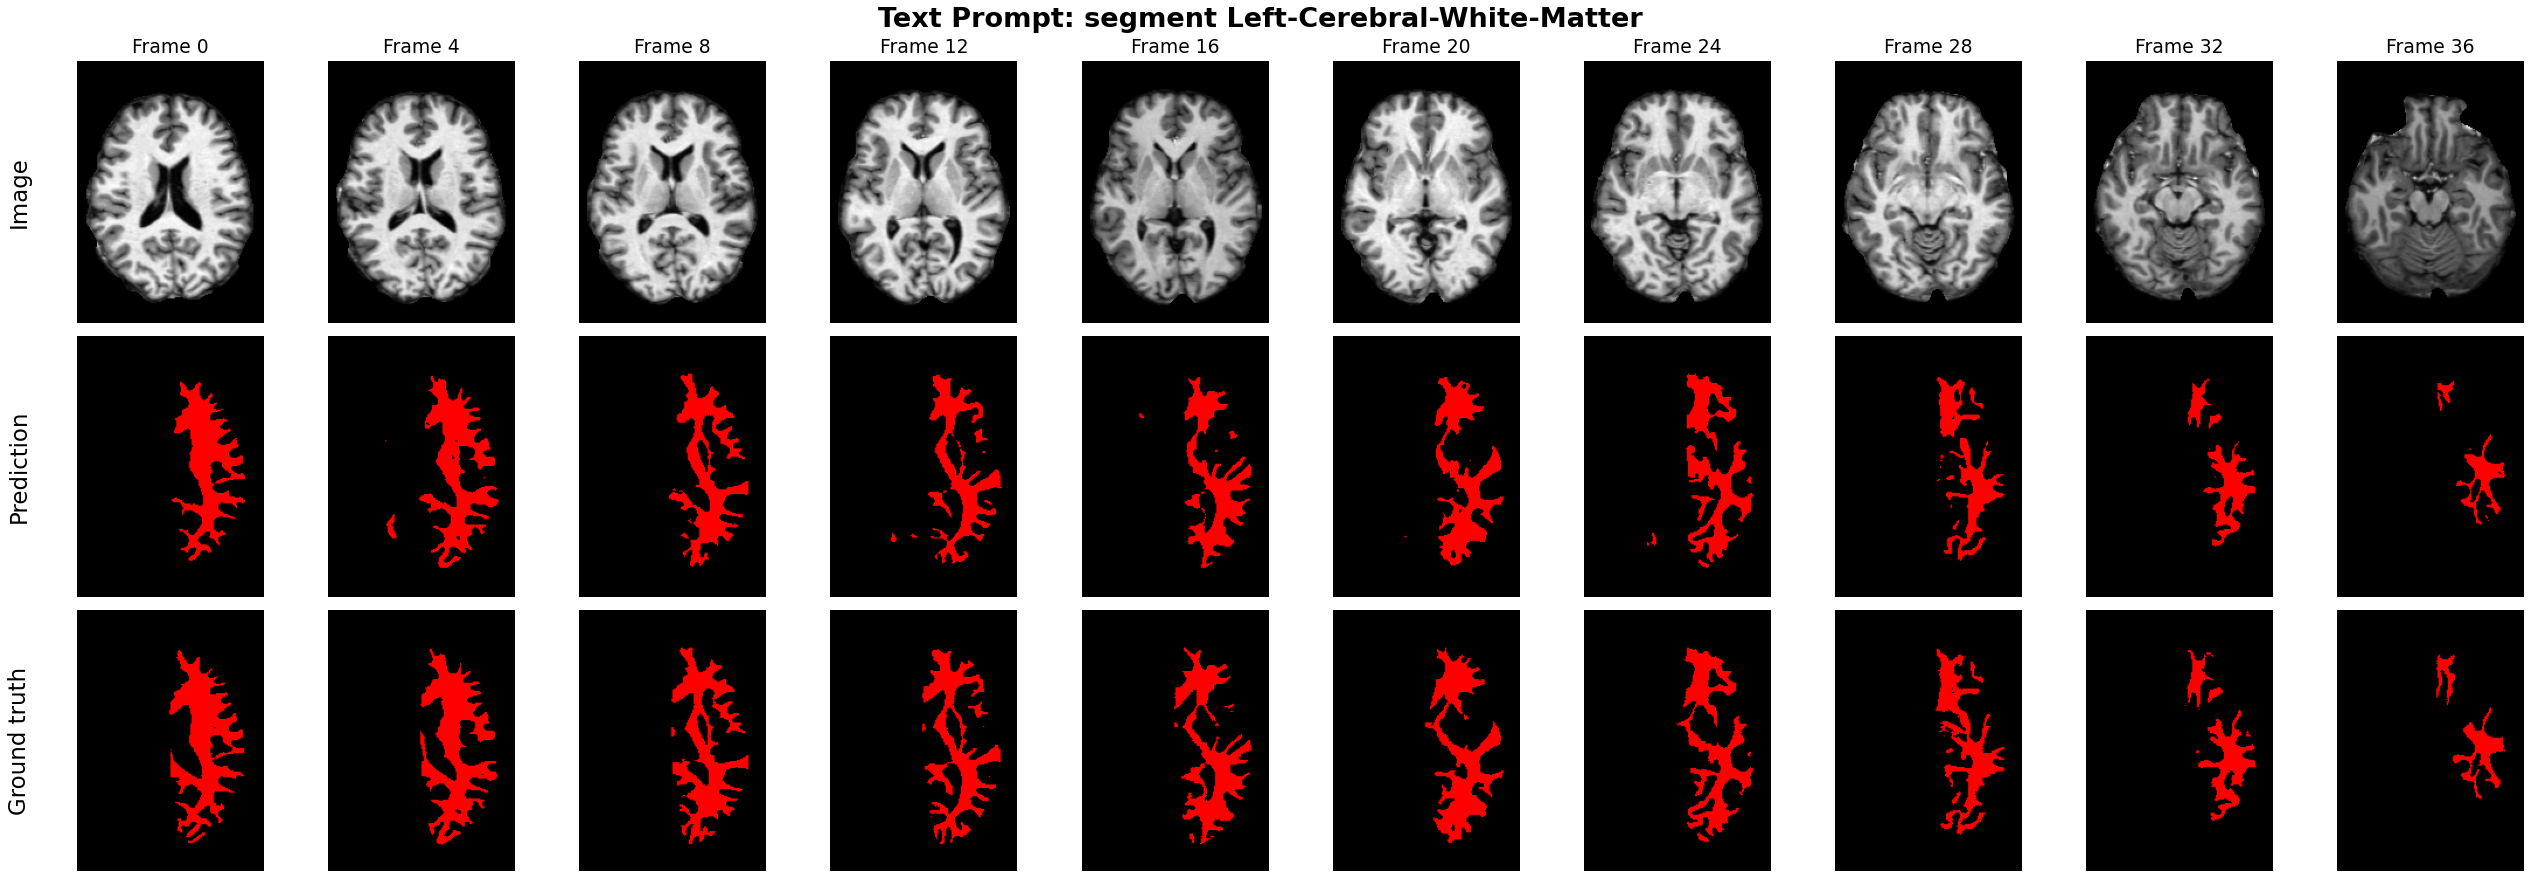 Text Prompt: segment Left-Cerebral-White-Matter
Frame 0 Frame 4 Frame 8 Frame 12 Frame 16 Frame 20 Frame 24 Frame 28 Frame 32 Frame 36
Image
Prediction
Ground truth